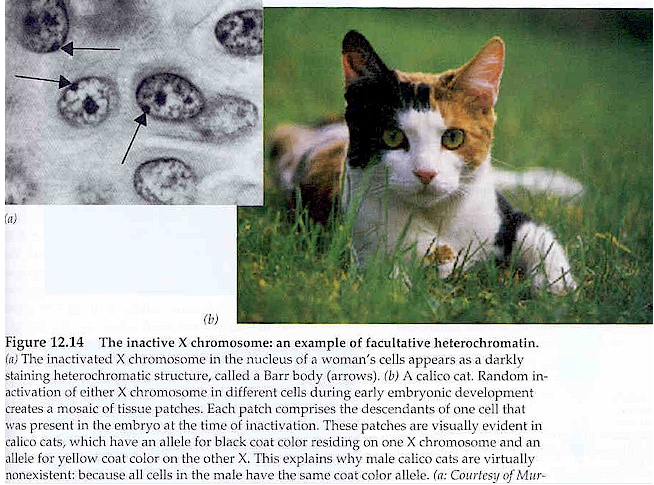 (a)
(b)
Figure 12.14 The inactive X chromosome: an example of facultative heterochromatin.
(a) The inactivated X chromosome in the nucleus of a woman's cells appears as a darkly
staining heterochromatic structure, called a Barr body (arrows). (b) A calico cat. Random in-
activation of either X chromosome in different cells during early embryonic development
creates a mosaic of tissue patches. Each patch comprises the descendants of one cell that
was present in the embryo at the time of inactivation. These patches are visually evident in
calico cats, which have an allele for black coat color residing on one X chromosome and an
allele for yellow coat color on the other X. This explains why male calico cats are virtually
nonexistent: because all cells in the male have the same coat color allele. (a: Courtesy of Mur-